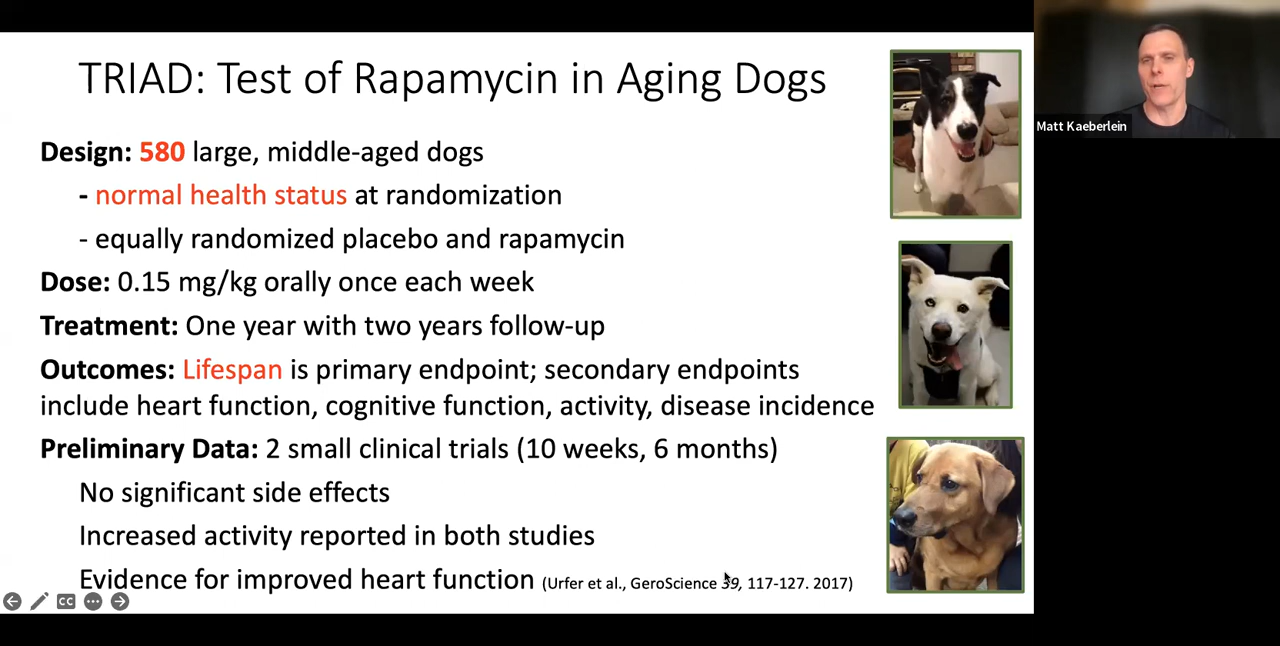 TRIAD: Test of Rapamycin in Aging Dogs
Design: 580 large, middle-aged dogs
- normal health status at randomization
- equally randomized placebo and rapamycin
Dose: 0.15 mg/kg orally once each week
Treatment: One year with two years follow-up
Outcomes: Lifespan is primary endpoint; secondary endpoints
include heart function, cognitive function, activity, disease incidence
Preliminary Data: 2 small clinical trials (10 weeks, 6 months)
No significant side effects
Increased activity reported in both studies
Evidence for improved heart function (Urfer et al., GeroScience 39, 117-127. 2017)
CC
Matt Kaeberlein